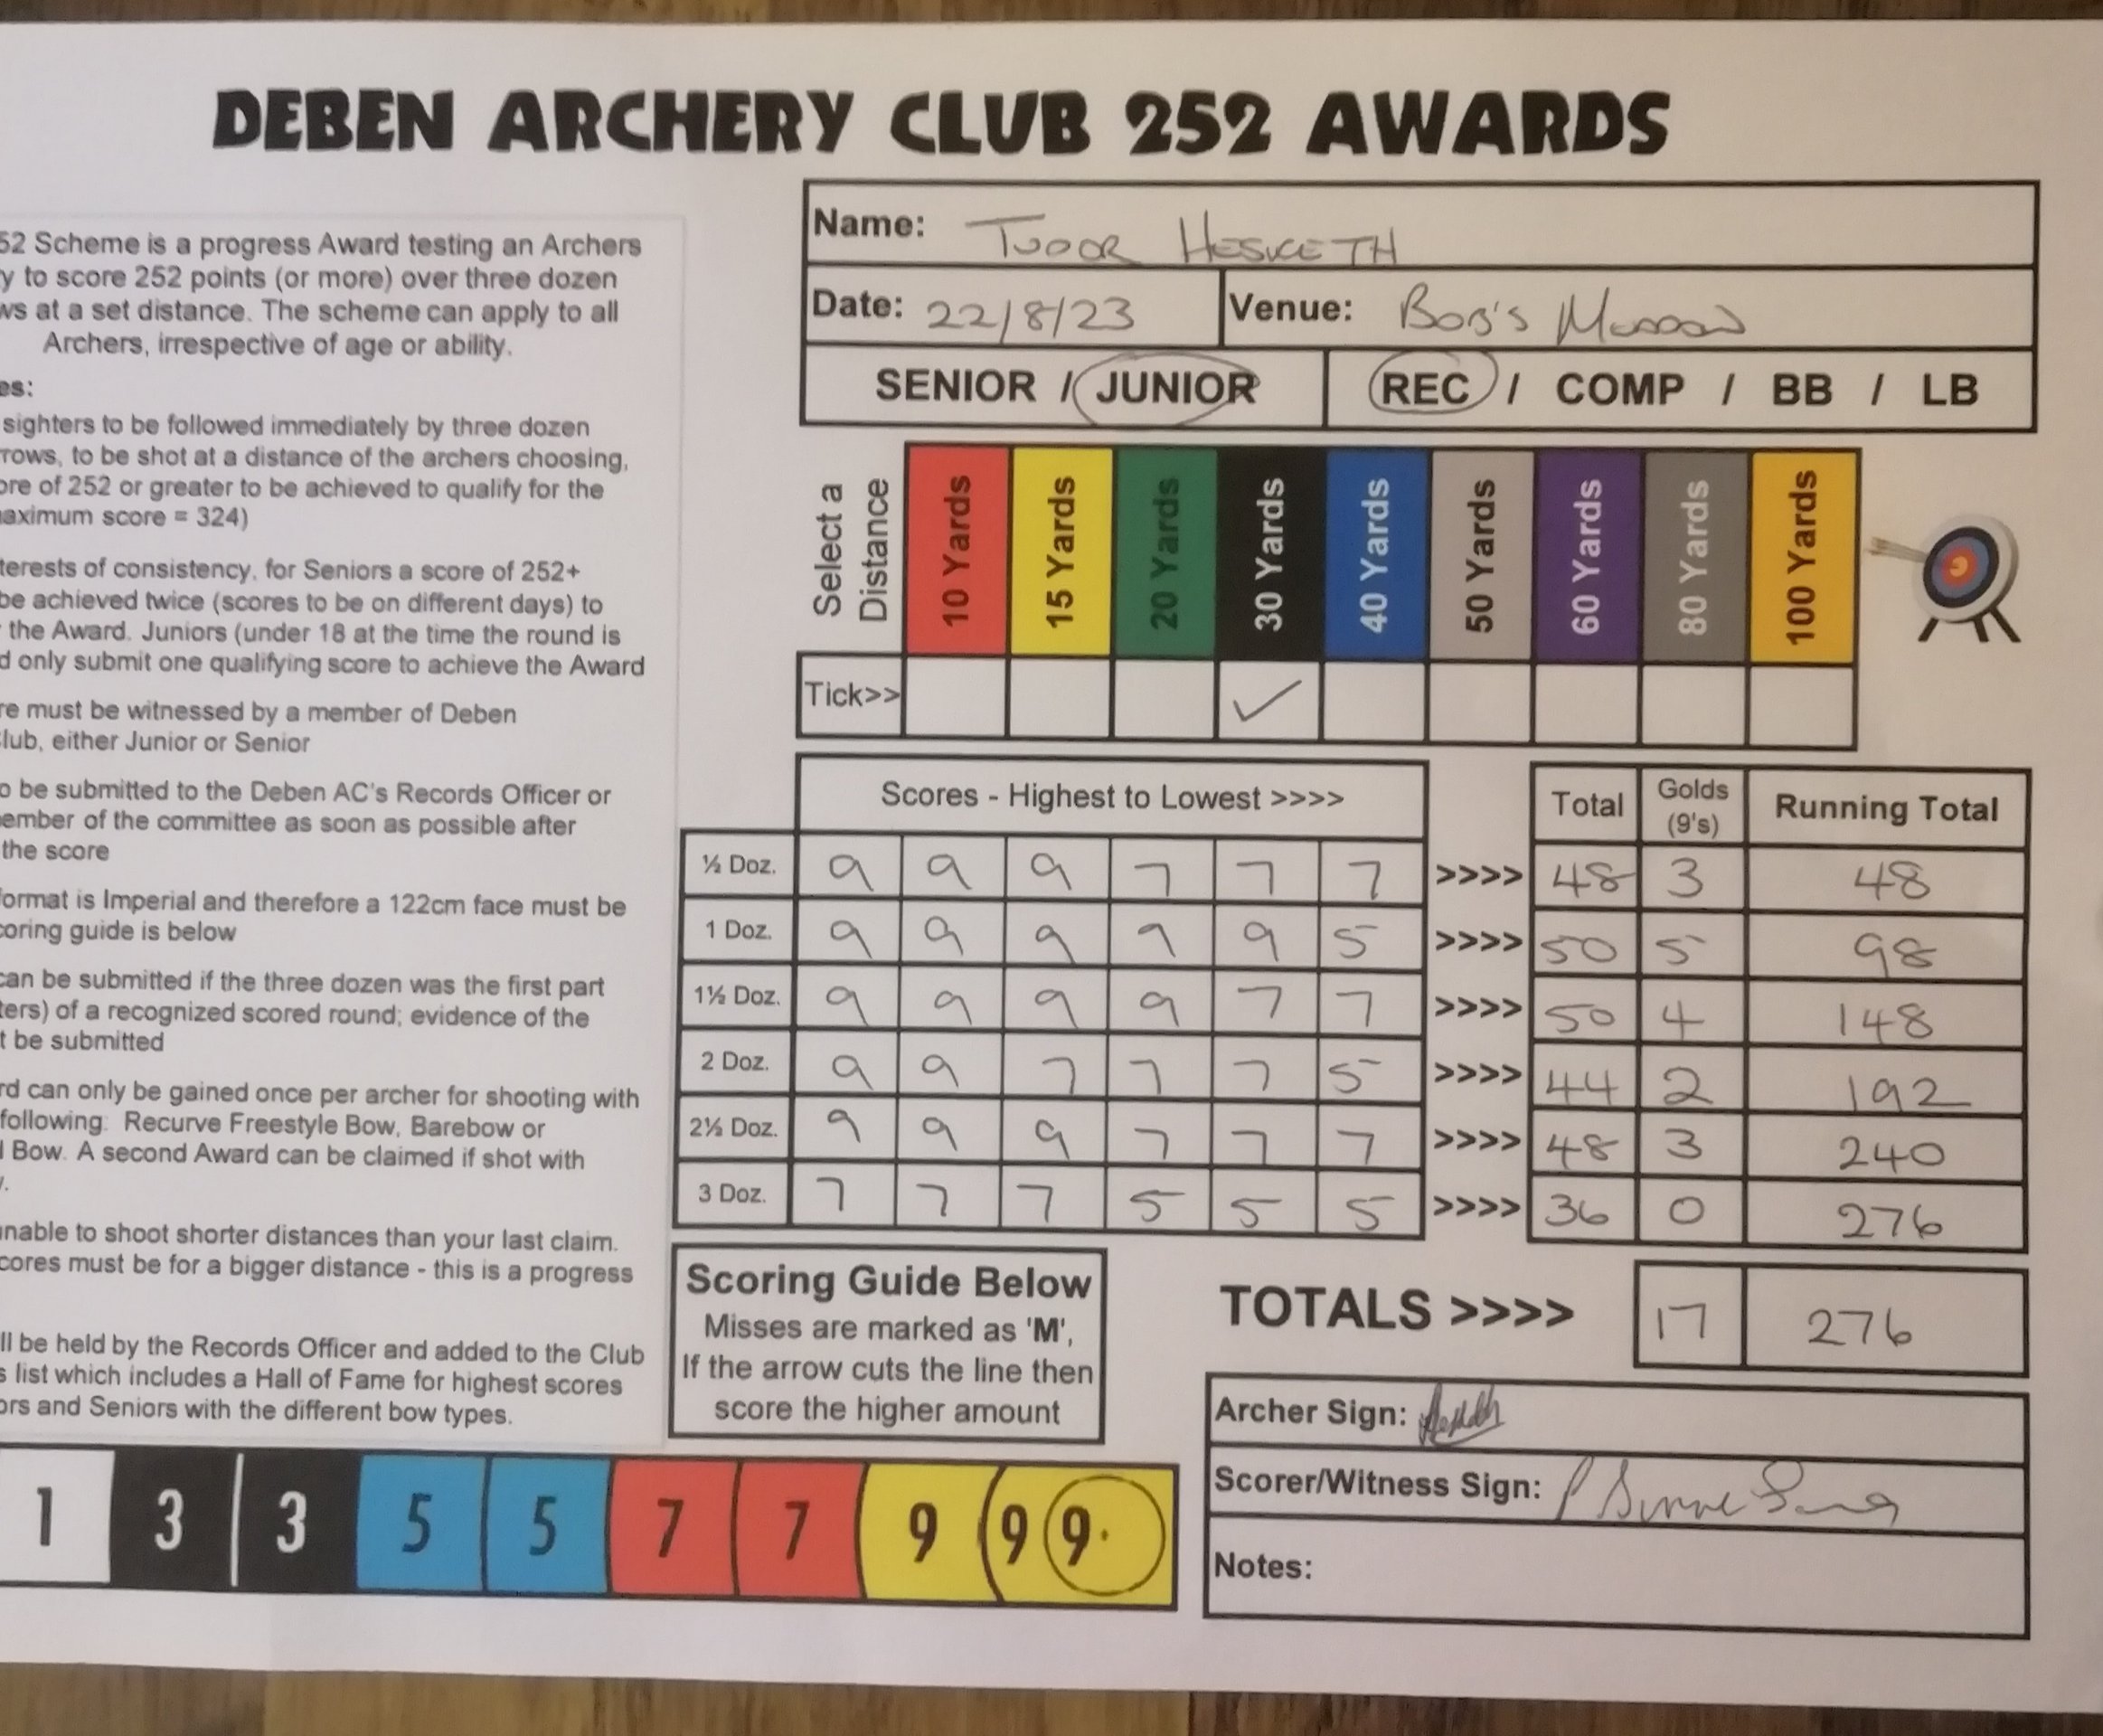 DEBEN ARCHERY CLUB 252 AWARDS
52 Scheme is a progress Award testing an Archers
y to score 252 points (or more) over three dozen
ws at a set distance. The scheme can apply to all
Archers, irrespective of age or ability.
es:
sighters to be followed immediately by three dozen
rows, to be shot at a distance of the archers choosing,
ore of 252 or greater to be achieved to qualify for the
aximum score = 324)
terests of consistency, for Seniors a score of 252+
be achieved twice (scores to be on different days) to
the Award. Juniors (under 18 at the time the round is
d only submit one qualifying score to achieve the Award
re must be witnessed by a member of Deben
lub, either Junior or Senior
o be submitted to the Deben AC's Records Officer or
ember of the committee as soon as possible after
the score
ormat is Imperial and therefore a 122cm face must be
coring guide is below
can be submitted if the three dozen was the first part
ters) of a recognized scored round; evidence of the
t be submitted
rd can only be gained once per archer for shooting with
following: Recurve Freestyle Bow, Barebow or
l Bow. A second Award can be claimed if shot with
.
nable to shoot shorter distances than your last claim.
cores must be for a bigger distance - this is a progress
ll be held by the Records Officer and added to the Club
s list which includes a Hall of Fame for highest scores
ors and Seniors with the different bow types.
Name: TUDOR HESKETH
Date: 22/8/23 Venue: BOB'S
SENIOR / JUNIOR REC / COMP / BB / LB
Select a Distance 10 Yards 15 Yards 20 Yards 30 Yards 40 Yards 50 Yards 60 Yards 80 Yards 100 Yards
Tick>> ✓
Scores - Highest to Lowest >>>> Total Golds (9's) Running Total
½ Doz. 9 9 9 7 7 7 >>>> 48 3 48
1 Doz. 9 9 9 9 9 5 >>>> 50 5 98
1½ Doz. 9 9 9 9 7 7 >>>> 50 4 148
2 Doz. 9 9 7 7 7 5 >>>> 44 2 192
2½ Doz. 9 9 9 7 7 7 >>>> 48 3 240
3 Doz. 7 7 7 5 5 5 >>>> 36 0 276
TOTALS >>>> 17 276
Scoring Guide Below
Misses are marked as 'M',
If the arrow cuts the line then
score the higher amount
Archer Sign:
Scorer/Witness Sign:
Notes:
1 3 3 5 5 7 7 9 9 9